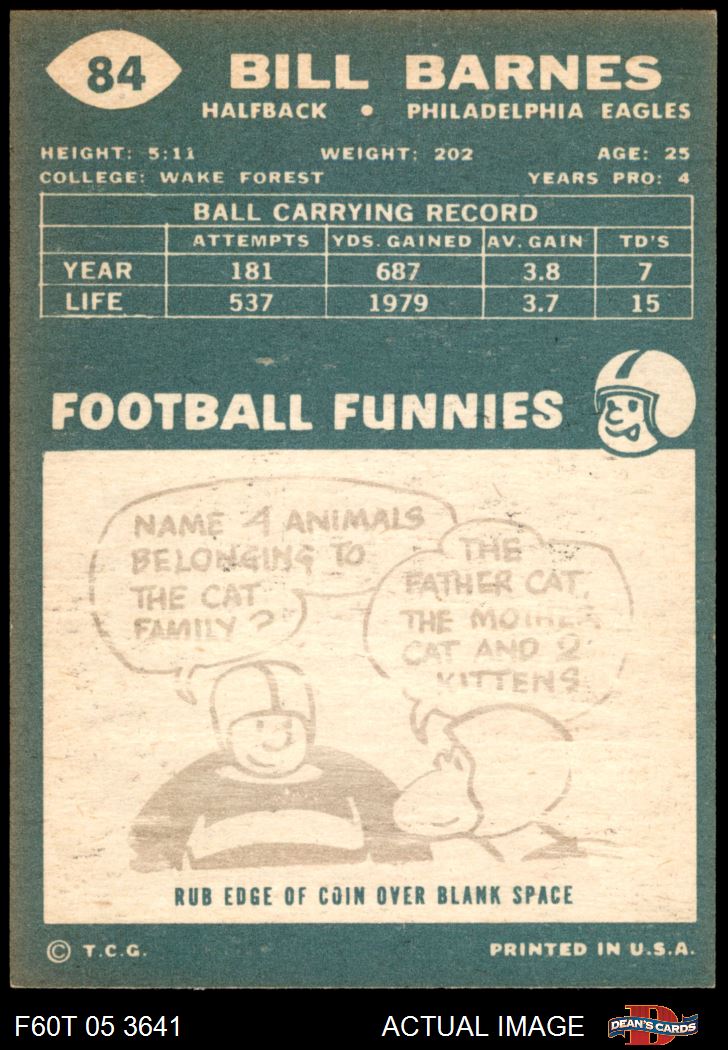 84
BILL BARNES
HALFBACK • PHILADELPHIA EAGLES
HEIGHT: 5:11 WEIGHT: 202 AGE: 25
COLLEGE: WAKE FOREST YEARS PRO: 4
BALL CARRYING RECORD
ATTEMPTS YDS. GAINED AV. GAIN TD'S
YEAR 181 687 3.8 7
LIFE 537 1979 3.7 15
FOOTBALL FUNNIES
NAME 4 ANIMALS
BELONGING TO
THE CAT
FAMILY?
THE
FATHER CAT,
THE MOTHER
CAT AND 2
KITTENS
RUB EDGE OF COIN OVER BLANK SPACE
© T.C.G. PRINTED IN U.S.A.
F60T 05 3641 ACTUAL IMAGE
D
DEAN'S CARDS